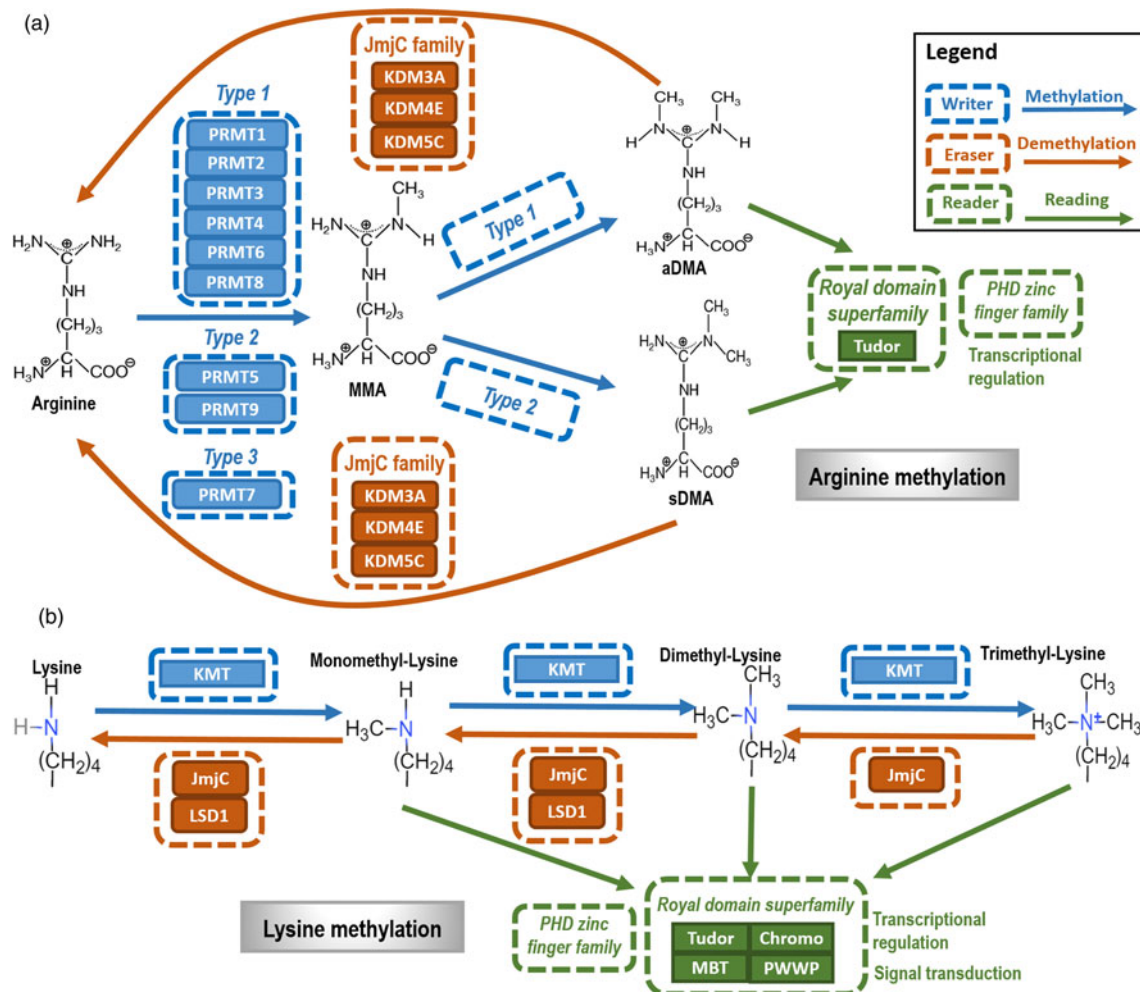 (a)
JmjC family
KDM3A
KDM4E
KDM5C
Type 1
PRMT1
PRMT2
PRMT3
PRMT4
PRMT6
PRMT8
Legend
Writer
Methylation
Eraser
Demethylation
Reader
Reading
H₂N
⊕
NH₂
C
NH
(CH₂)₃
H₃N
⊕
C
H
COO⊖
Arginine
CH₃
H₂N
⊕
N
H
C
NH
(CH₂)₃
H₃N
⊕
C
H
COO⊖
MMA
Type 1
CH₃
CH₃
H
N
⊕
N
H
C
NH
(CH₂)₃
H₃N
⊕
C
H
COO⊖
aDMA
Royal domain
superfamily
Tudor
PHD zinc
finger family
Transcriptional
regulation
Type 2
PRMT5
PRMT9
Type 2
CH₃
H₂N
⊕
N
CH₃
C
NH
(CH₂)₃
H₃N
⊕
C
H
COO⊖
sDMA
Type 3
PRMT7
JmjC family
KDM3A
KDM4E
KDM5C
Arginine methylation
(b)
Lysine
H
H
N
(CH₂)₄
KMT
JmjC
LSD1
Monomethyl-Lysine
H
H₃C
N
(CH₂)₄
KMT
JmjC
LSD1
Dimethyl-Lysine
CH₃
H₃C
N
(CH₂)₄
KMT
JmjC
Trimethyl-Lysine
CH₃
H₃C
N±
CH₃
(CH₂)₄
Lysine methylation
PHD zinc
finger family
Royal domain superfamily
Tudor
Chromo
MBT
PWWP
Transcriptional
regulation
Signal transduction